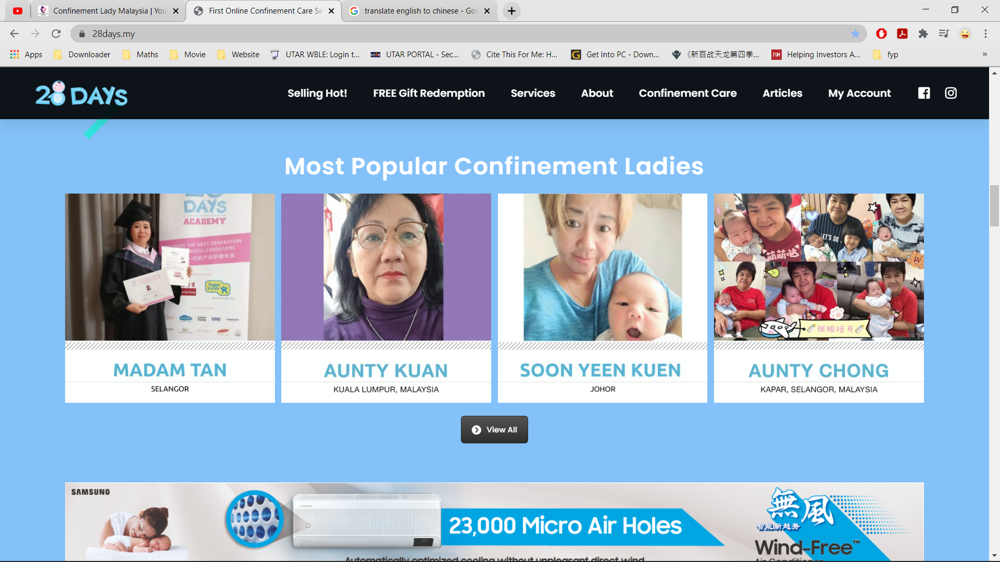 Confinement Lady Malaysia | You
First Online Confinement Care Se
translate english to chinese - Goo
28days.my
Apps
Downloader
Maths
Movie
Website
UTAR WBLE: Login t...
UTAR PORTAL - Sec...
Cite This For Me: H...
Get Into PC - Down...
《新百战天龙第四季...
Helping Investors A...
fyp
28 DAYS
Selling Hot!
FREE Gift Redemption
Services
About
Confinement Care
Articles
My Account
Most Popular Confinement Ladies
DAYS
ACADEMY
TRAINING THE NEXT GENERATION
NATAL CAREGIVERS
一代的产后护理专员
happi
kiddo
LET'S DO
萌萌哒
张姐陪月
MADAM TAN
SELANGOR
AUNTY KUAN
KUALA LUMPUR, MALAYSIA
SOON YEEN KUEN
JOHOR
AUNTY CHONG
KAPAR, SELANGOR, MALAYSIA
View All
SAMSUNG
23,000 Micro Air Holes
無風
智能新趋势
Wind-Free™
Air Conditioner
Automatically optimized cooling without unpleasant direct wind